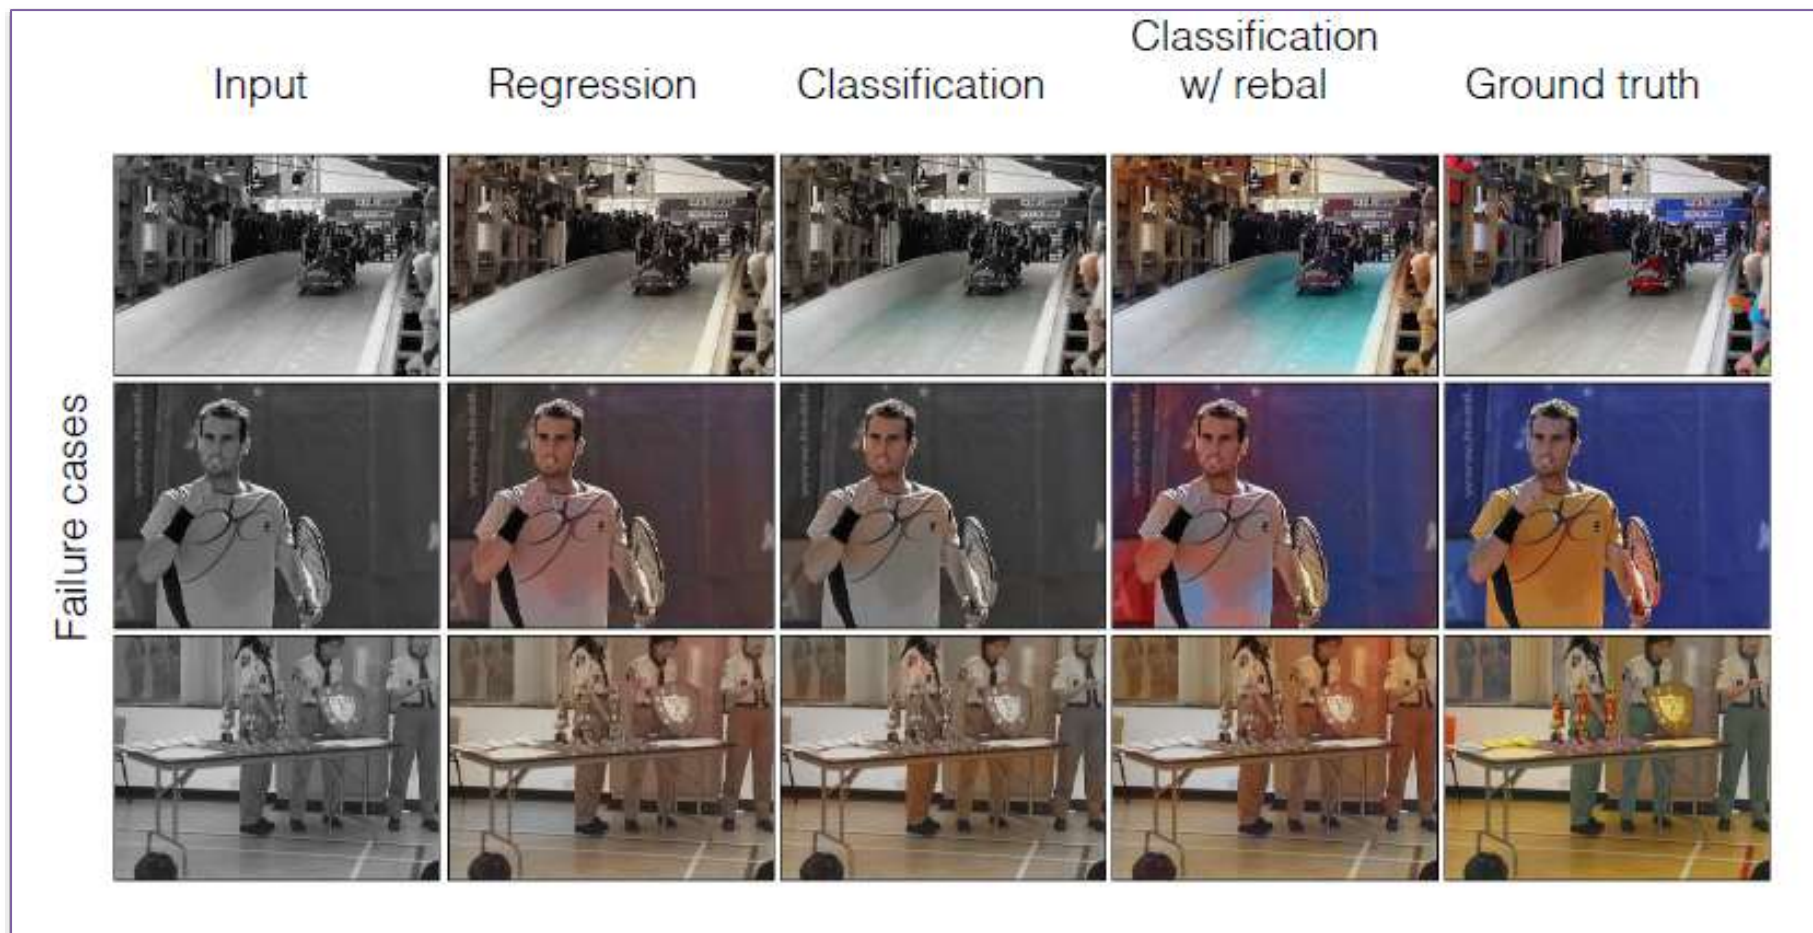 Input
Regression
Classification
Classification
w/ rebal
Ground truth
Failure cases